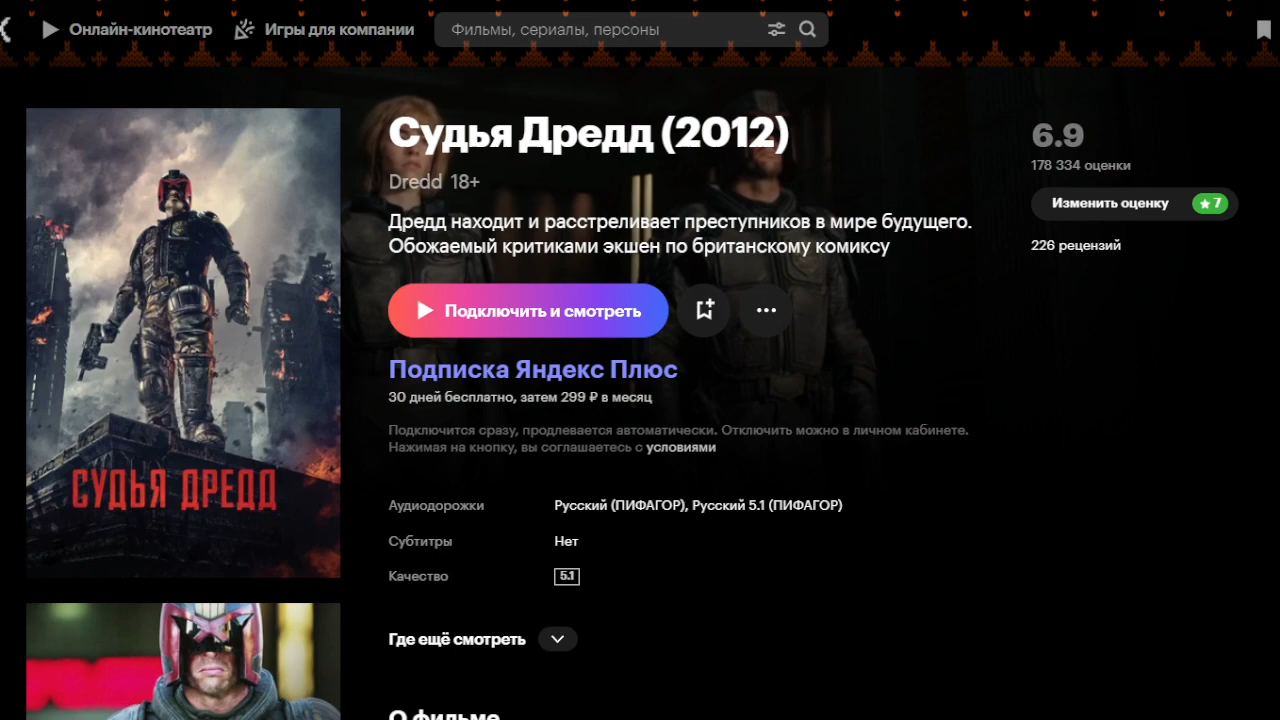 Онлайн-кинотеатр
Игры для компании
Фильмы, сериалы, персоны
Судья Дредд (2012)
Dredd 18+
Дредд находит и расстреливает преступников в мире будущего.
Обожаемый критиками экшен по британскому комиксу
Подключить и смотреть
Подписка Яндекс Плюс
30 дней бесплатно, затем 299 ₽ в месяц
Подключится сразу, продлевается автоматически. Отключить можно в личном кабинете.
Нажимая на кнопку, вы соглашаетесь с условиями
Аудиодорожки Русский (ПИФАГОР), Русский 5.1 (ПИФАГОР)
Субтитры Нет
Качество 5.1
Где ещё смотреть
О фильме
6.9
178 334 оценки
Изменить оценку 7
226 рецензий
СУДЬЯ ДРЕДД